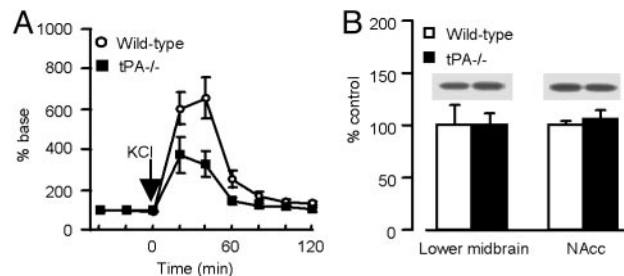 A
Wild-type
tPA-/-
1000
800
600
400
200
100
% base
KCl
0
60
120
Time (min)
B
Wild-type
tPA-/-
200
150
100
50
0
% control
Lower midbrain
NAcc